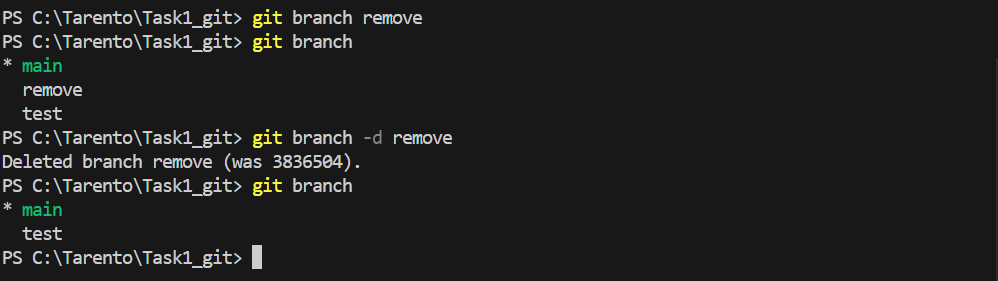 PS C:\Tarento\Task1_git> git branch remove
PS C:\Tarento\Task1_git> git branch
* main
  remove
  test
PS C:\Tarento\Task1_git> git branch -d remove
Deleted branch remove (was 3836504).
PS C:\Tarento\Task1_git> git branch
* main
  test
PS C:\Tarento\Task1_git>